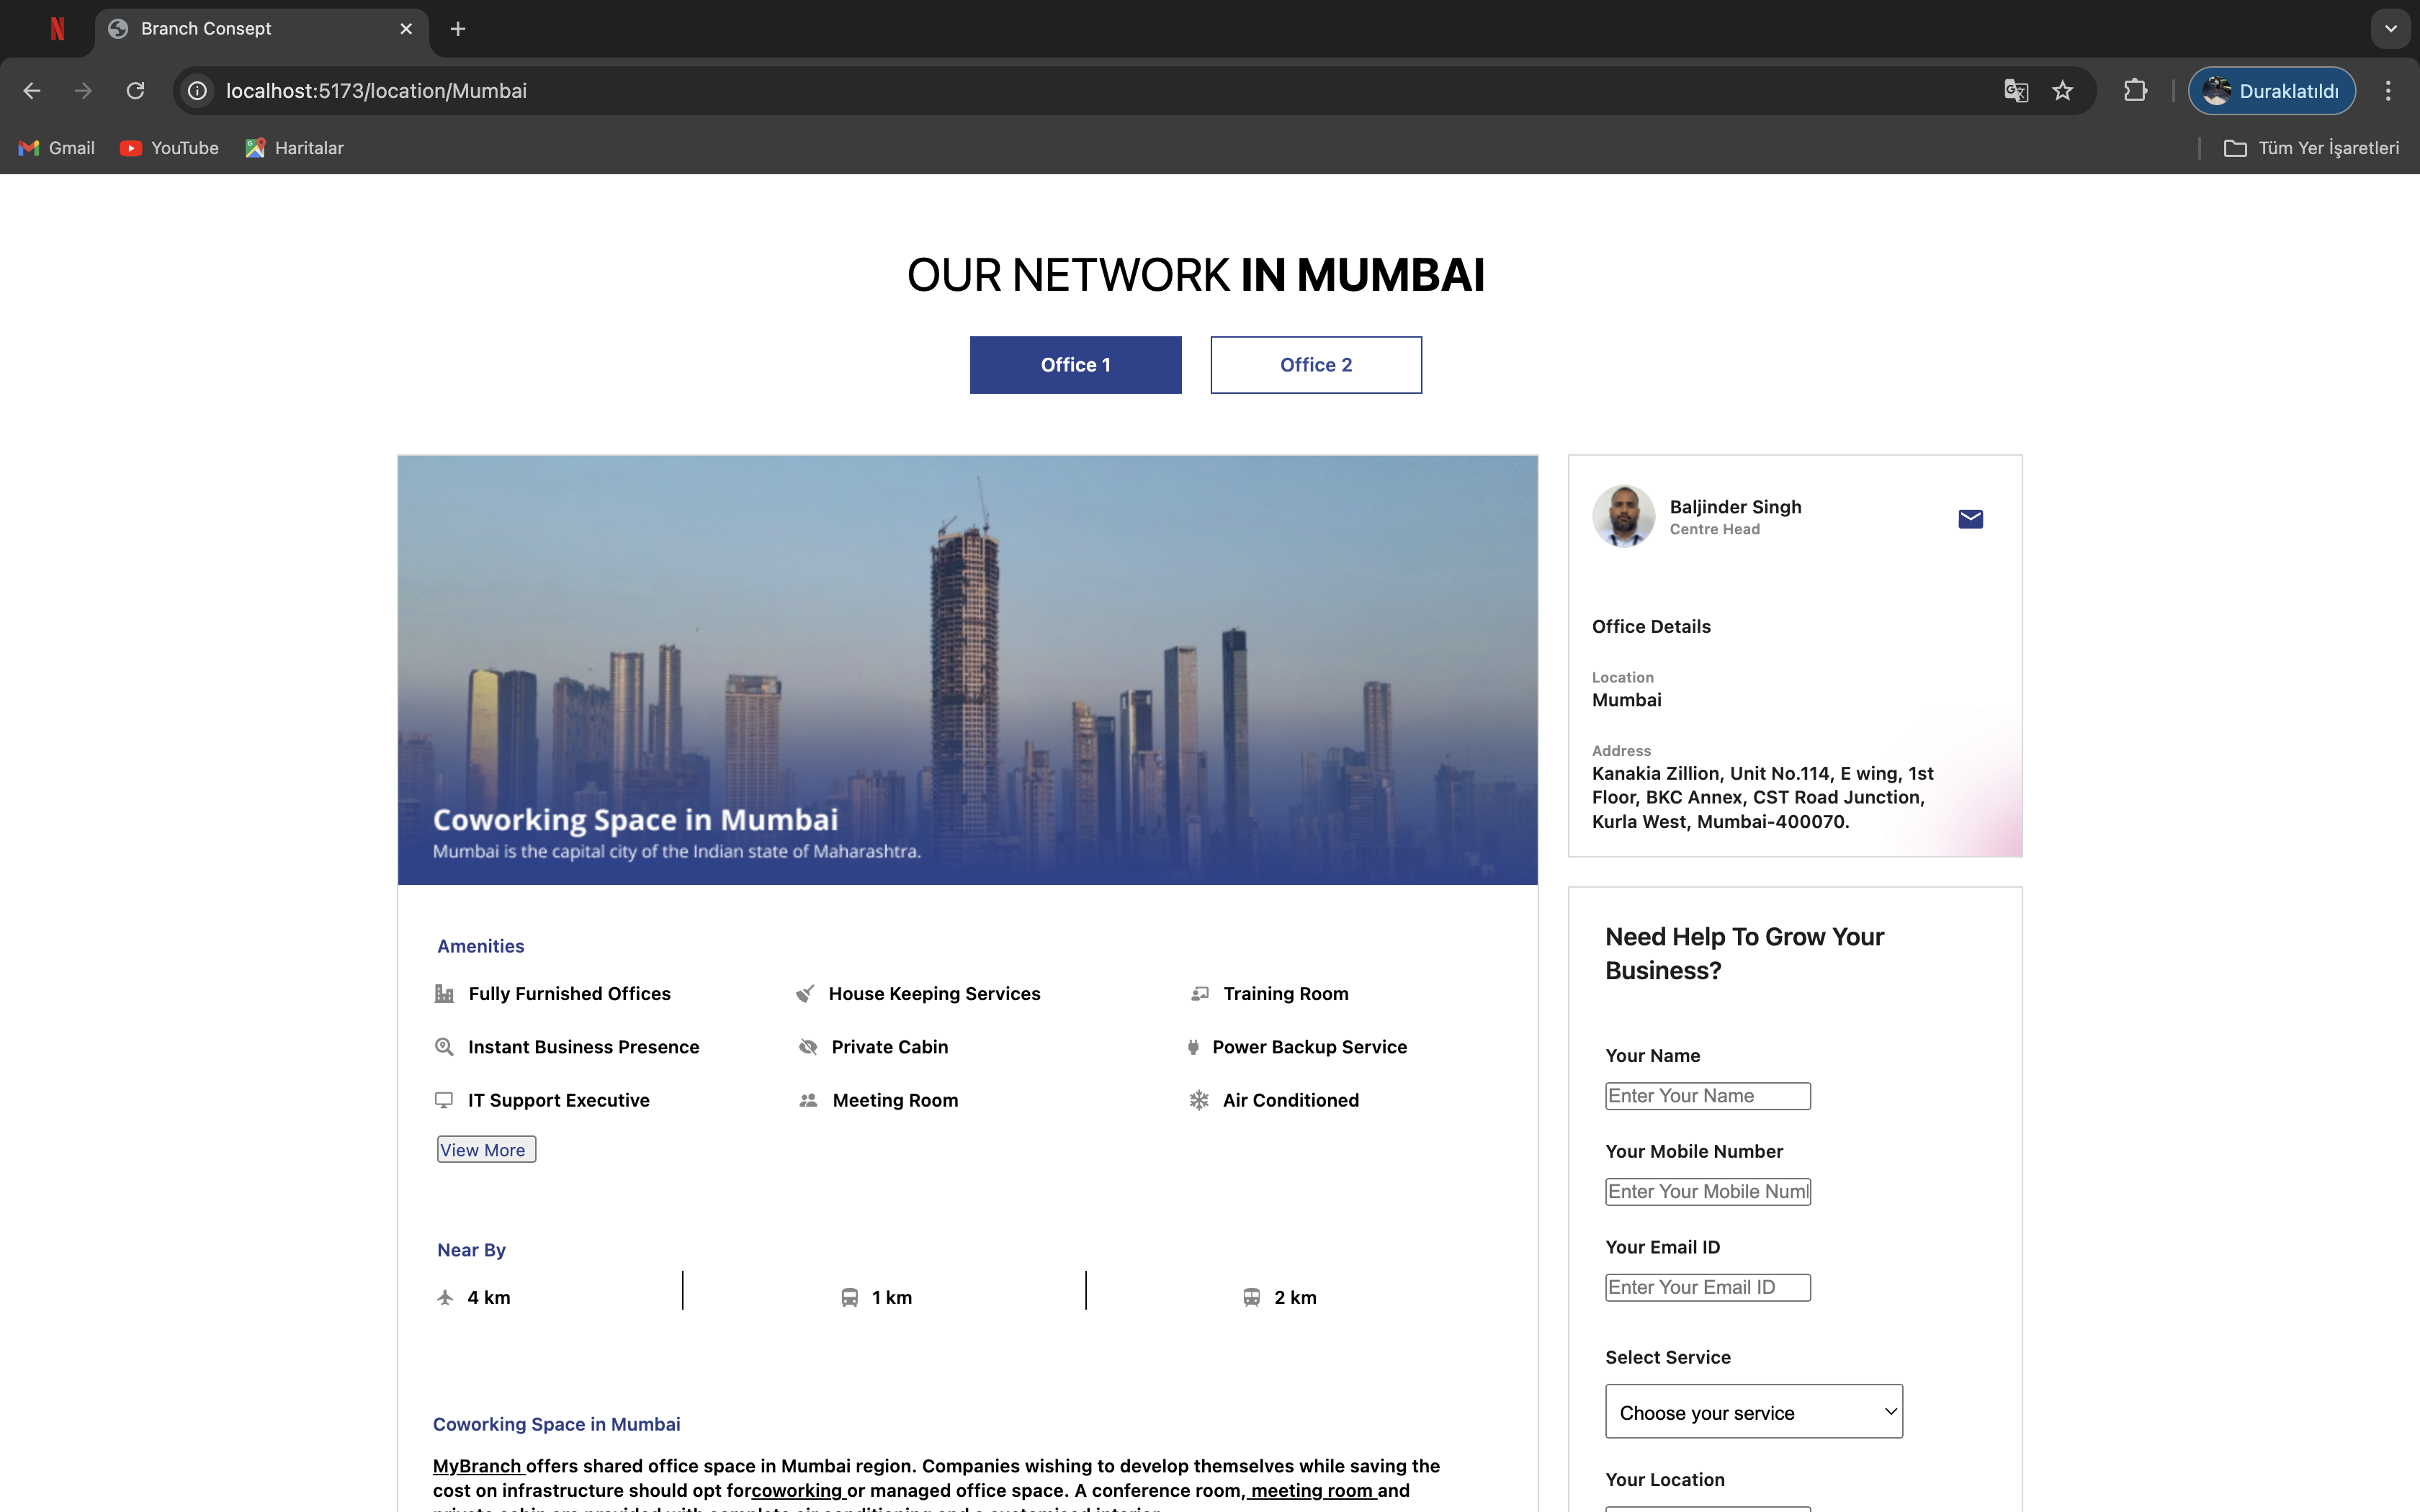 Branch Consept
localhost:5173/location/Mumbai
Duraklatıldı
Gmail
YouTube
Haritalar
Tüm Yer İşaretleri
OUR NETWORK IN MUMBAI
Office 1
Office 2
Coworking Space in Mumbai
Mumbai is the capital city of the Indian state of Maharashtra.
Baljinder Singh
Centre Head
Office Details
Location
Mumbai
Address
Kanakia Zillion, Unit No.114, E wing, 1st
Floor, BKC Annex, CST Road Junction,
Kurla West, Mumbai-400070.
Amenities
Fully Furnished Offices
House Keeping Services
Training Room
Instant Business Presence
Private Cabin
Power Backup Service
IT Support Executive
Meeting Room
Air Conditioned
View More
Near By
4 km
1 km
2 km
Coworking Space in Mumbai
MyBranch offers shared office space in Mumbai region. Companies wishing to develop themselves while saving the
cost on infrastructure should opt forcoworking or managed office space. A conference room, meeting room and
Need Help To Grow Your
Business?
Your Name
Enter Your Name
Your Mobile Number
Enter Your Mobile
Your Email ID
Enter Your Email ID
Select Service
Choose your service
Your Location